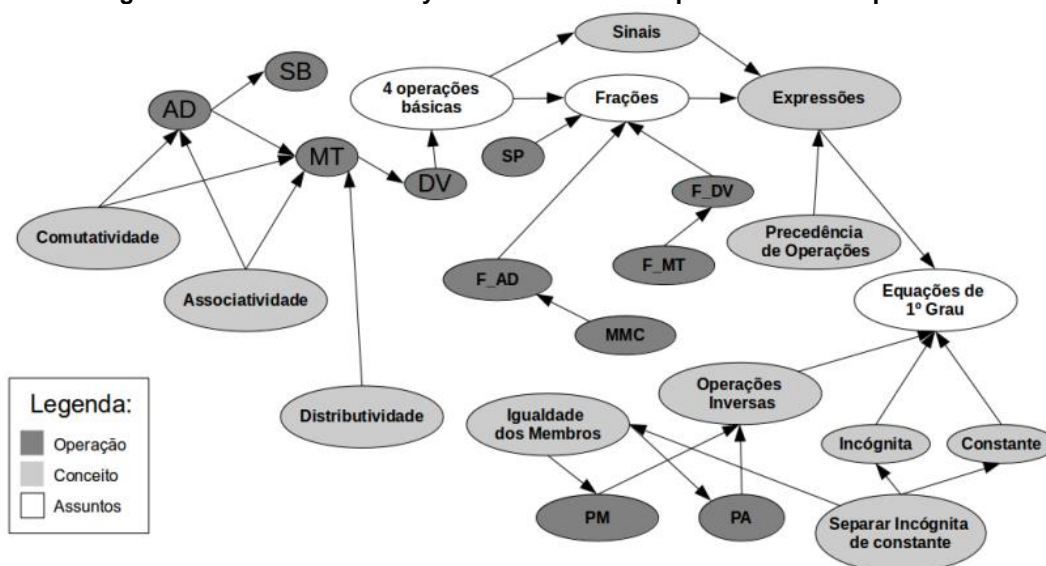 Sinais
SB
4 operações
básicas
Frações
Expressões
AD
SP
MT
DV
F_DV
Comutatividade
Precedência
de Operações
F_MT
F_AD
Associatividade
Equações de
1º Grau
MMC
Operações
Inversas
Legenda:
Operação
Conceito
Assuntos
Distributividade
Igualdade
dos Membros
Incógnita
Constante
PM
PA
Separar Incógnita
de constante